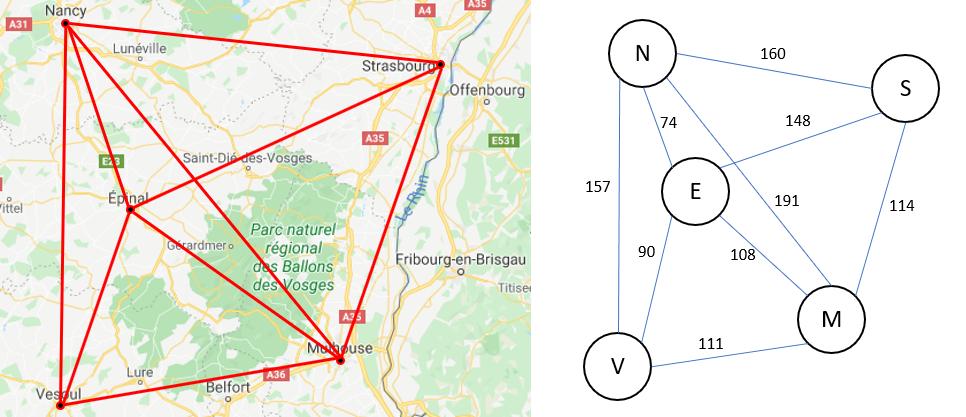 Nancy
A4
A35
A31
Lunéville
Strasbourg
Offenbourg
A35
E531
E23
Saint-Dié-des-Vosges
Épinal
ittel
Le Rhin
Gérardmer
Parc naturel
régional
des Ballons
des Vosges
Fribourg-en-Brisgau
Titise
A35
Mulhouse
Lure
A36
Belfort
Vesoul
N
160
S
74
148
E
157
191
114
90
108
M
111
V